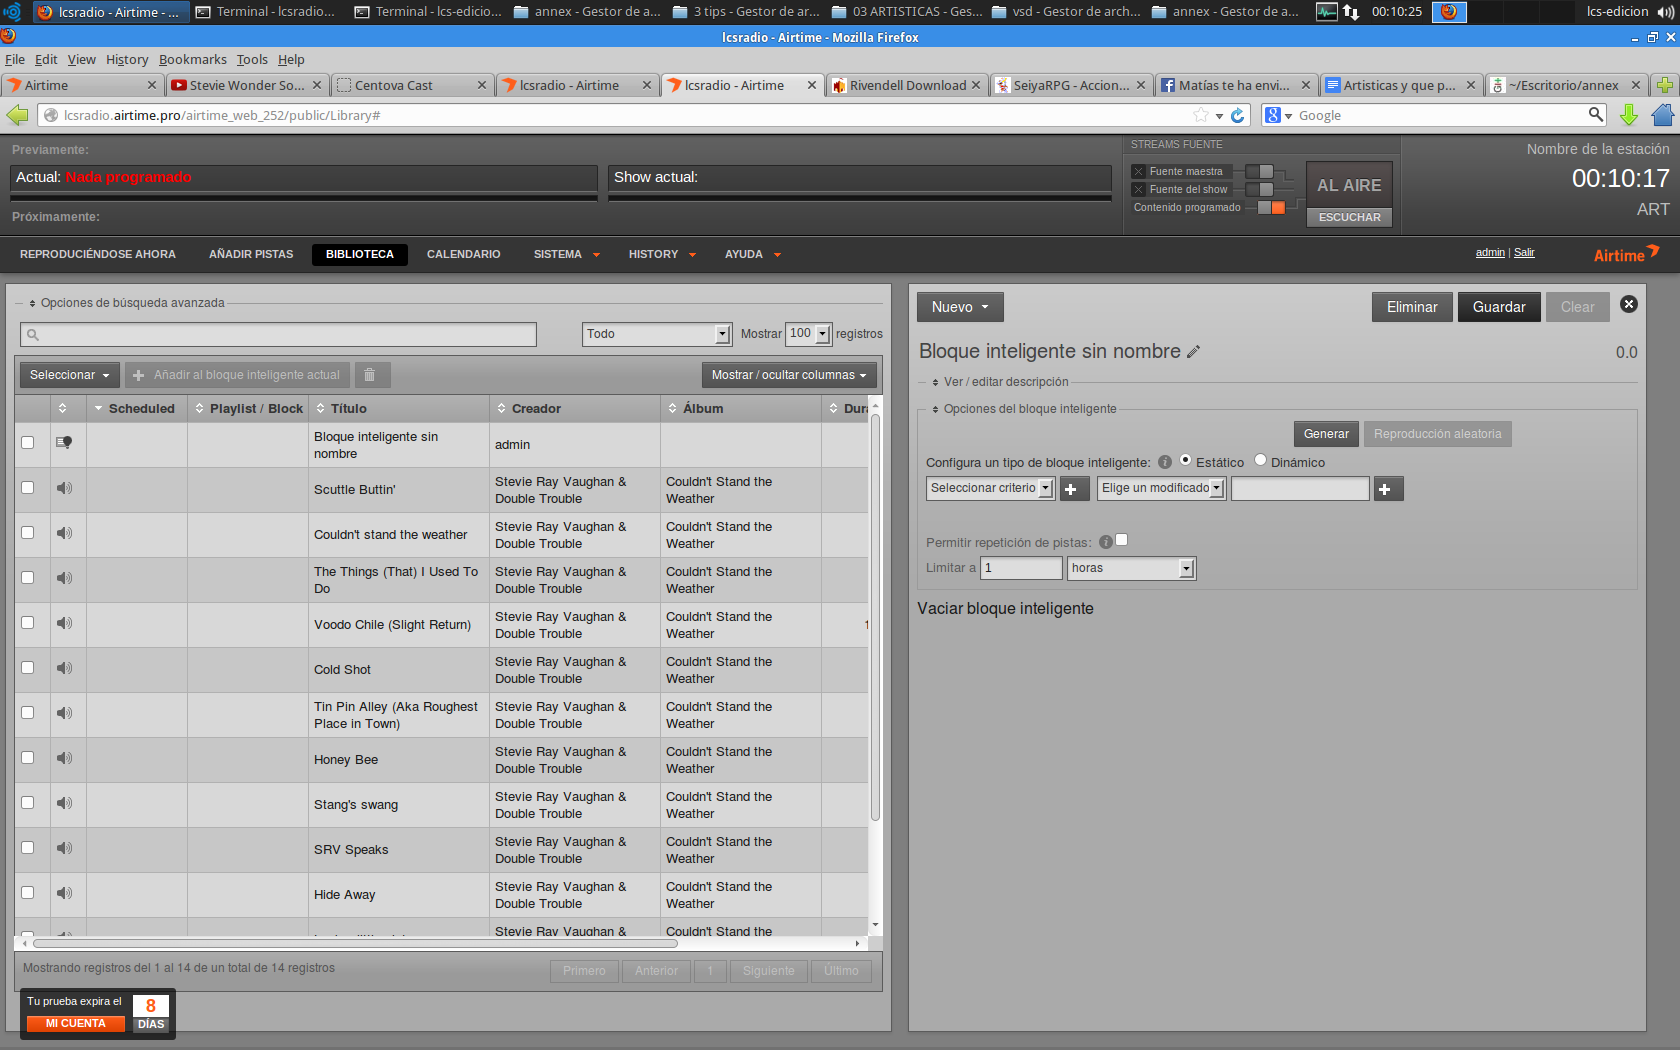 lcsradio - Airtime - ...
Terminal - lcsradio...
Terminal - lcs-edicio...
annex - Gestor de a...
3 tips - Gestor de ar...
03 ARTISTICAS - Ges...
vsd - Gestor de arch...
annex - Gestor de a...
00:10:25
lcs-edicion
lcsradio - Airtime - Mozilla Firefox
File Edit View History Bookmarks Tools Help
Airtime
Stevie Wonder So...
Centova Cast
lcsradio - Airtime
lcsradio - Airtime
Rivendell Download
SeiyaRPG - Accion...
Matías te ha envi...
Artisticas y que p...
~/Escritorio/annex
lcsradio.airtime.pro/airtime_web_252/public/Library#
Google
Previamente:
Actual: Nada programado
Show actual:
Próximamente:
STREAMS FUENTE
Fuente maestra
Fuente del show
Contenido programado
AL AIRE
ESCUCHAR
Nombre de la estación
00:10:17
ART
REPRODUCIÉNDOSE AHORA
AÑADIR PISTAS
BIBLIOTECA
CALENDARIO
SISTEMA
HISTORY
AYUDA
admin | Salir
Airtime
Opciones de búsqueda avanzada
Todo
Mostrar 100 registros
Seleccionar
Añadir al bloque inteligente actual
Mostrar / ocultar columnas
Scheduled Playlist / Block Título Creador Álbum Dura
Bloque inteligente sin nombre admin
Scuttle Buttin' Stevie Ray Vaughan & Double Trouble Couldn't Stand the Weather
Couldn't stand the weather Stevie Ray Vaughan & Double Trouble Couldn't Stand the Weather
The Things (That) I Used To Do Stevie Ray Vaughan & Double Trouble Couldn't Stand the Weather
Voodo Chile (Slight Return) Stevie Ray Vaughan & Double Trouble Couldn't Stand the Weather 1
Cold Shot Stevie Ray Vaughan & Double Trouble Couldn't Stand the Weather
Tin Pin Alley (Aka Roughest Place in Town) Stevie Ray Vaughan & Double Trouble Couldn't Stand the Weather
Honey Bee Stevie Ray Vaughan & Double Trouble Couldn't Stand the Weather
Stang's swang Stevie Ray Vaughan & Double Trouble Couldn't Stand the Weather
SRV Speaks Stevie Ray Vaughan & Double Trouble Couldn't Stand the Weather
Hide Away Stevie Ray Vaughan & Double Trouble Couldn't Stand the Weather
Stevie Ray Vaughan & Couldn't Stand the
Mostrando registros del 1 al 14 de un total de 14 registros
Primero Anterior 1 Siguiente Último
Tu prueba expira el
8
MI CUENTA
DÍAS
Nuevo
Eliminar
Guardar
Clear
Bloque inteligente sin nombre
0.0
Ver / editar descripción
Opciones del bloque inteligente
Generar
Reproducción aleatoria
Configura un tipo de bloque inteligente: Estático Dinámico
Seleccionar criterio
Elige un modificado
Permitir repetición de pistas:
Limitar a 1 horas
Vaciar bloque inteligente